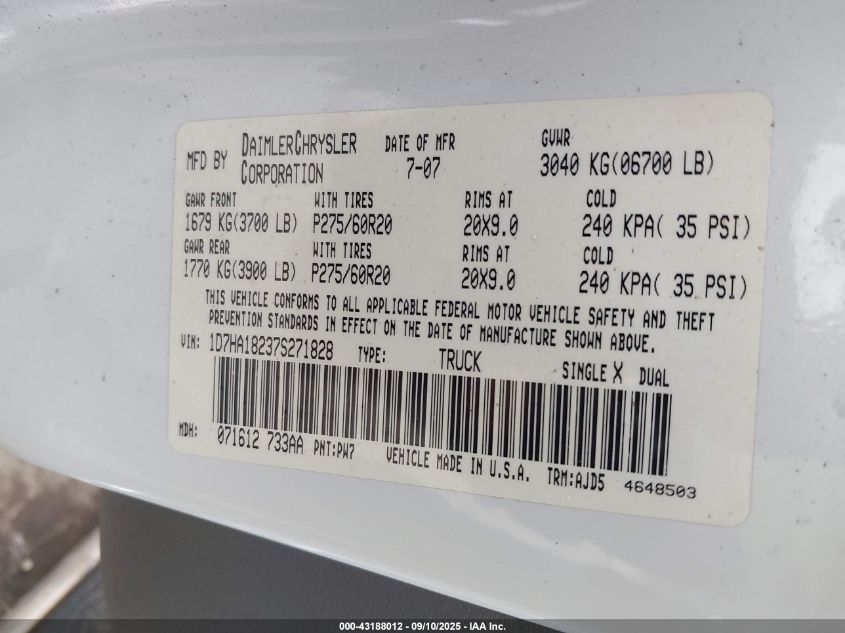 MFD BY DAIMLERCHRYSLER CORPORATION DATE OF MFR 7-07 GVWR 3040 KG(06700 LB)
GAWR FRONT WITH TIRES RIMS AT COLD
1679 KG(3700 LB) P275/60R20 20X9.0 240 KPA( 35 PSI)
GAWR REAR WITH TIRES RIMS AT COLD
1770 KG(3900 LB) P275/60R20 20X9.0 240 KPA( 35 PSI)
THIS VEHICLE CONFORMS TO ALL APPLICABLE FEDERAL MOTOR VEHICLE SAFETY AND THEFT
PREVENTION STANDARDS IN EFFECT ON THE DATE OF MANUFACTURE SHOWN ABOVE.
VIN: 1D7HA18237S271828 TYPE: TRUCK SINGLE X DUAL
MDH: 071612 733AA PNT:PW7 VEHICLE MADE IN U.S.A. TRM:AJD5 4648503
000-43188012 - 09/10/2025 - IAA Inc.